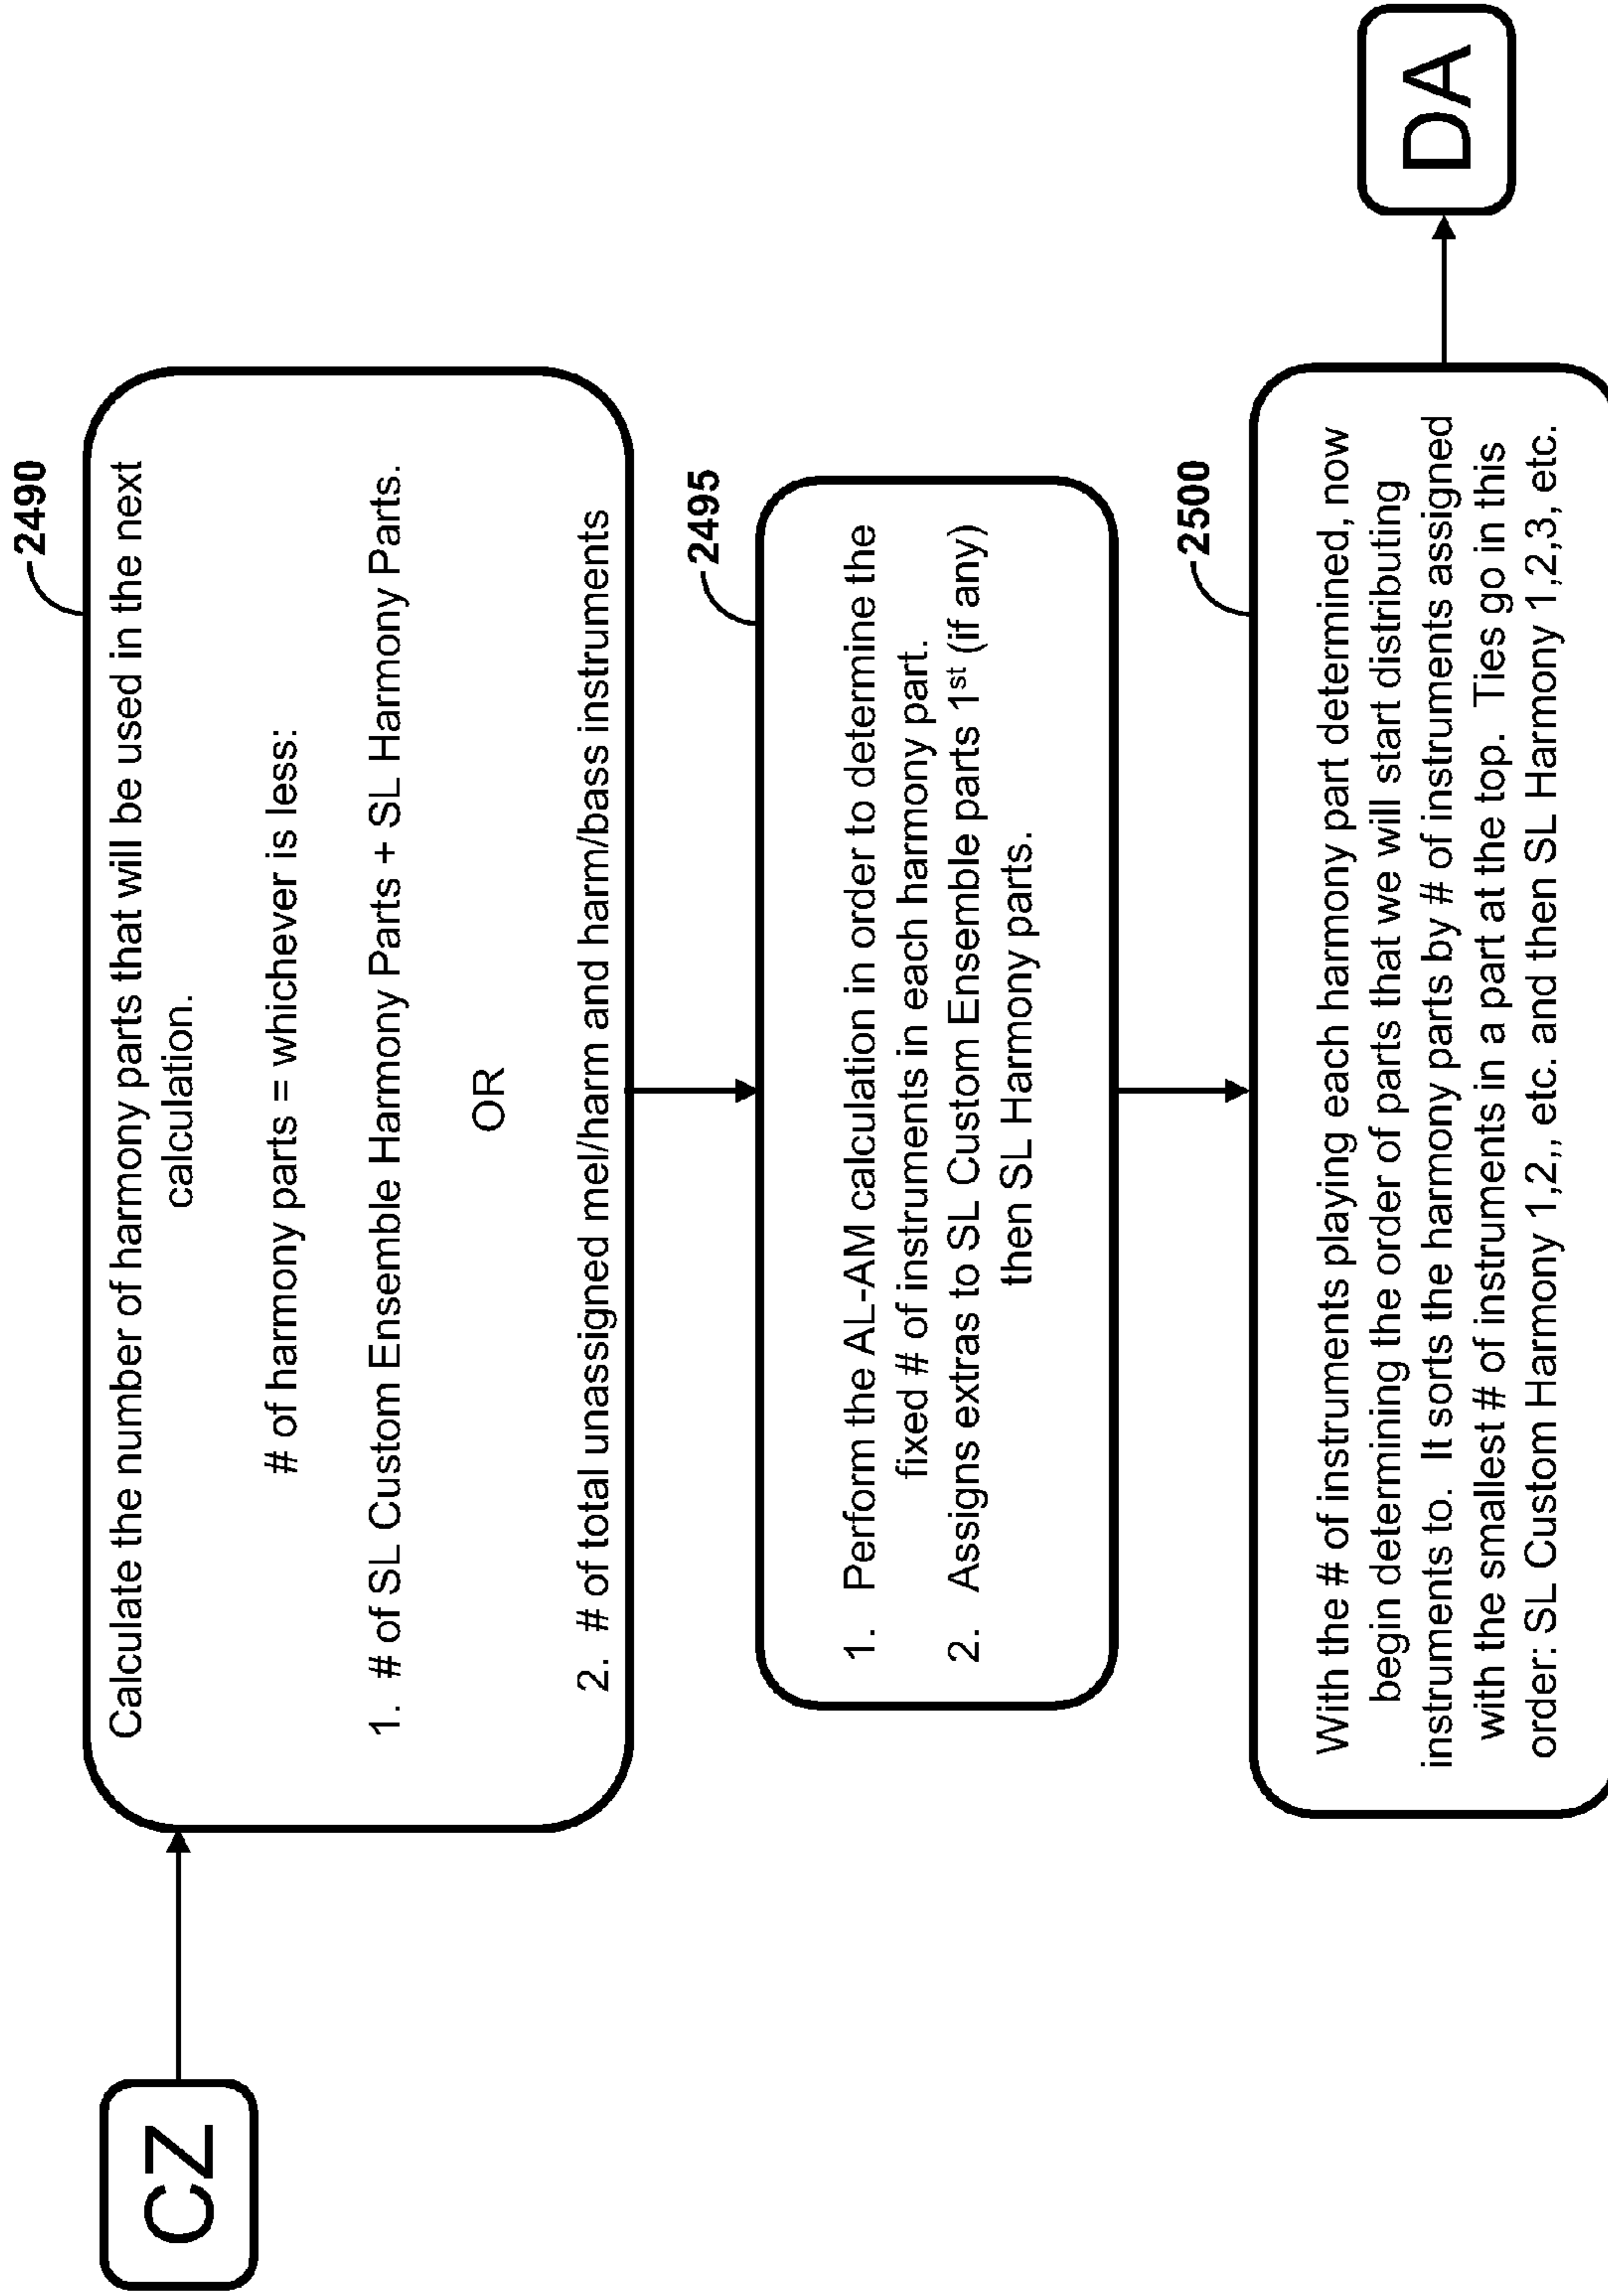 CZ
2490
Calculate the number of harmony parts that will be used in the next
calculation.
# of harmony parts = whichever is less:
1. # of SL Custom Ensemble Harmony Parts + SL Harmony Parts.
OR
2. # of total unassigned mel/harm and harm/bass instruments
2495
1. Perform the AL-AM calculation in order to determine the
fixed # of instruments in each harmony part.
2. Assigns extras to SL Custom Ensemble parts 1st (if any)
then SL Harmony parts.
2500
With the # of instruments playing each harmony part determined, now
begin determining the order of parts that we will start distributing
instruments to. It sorts the harmony parts by # of instruments assigned
with the smallest # of instruments in a part at the top. Ties go in this
order: SL Custom Harmony 1,2,, etc. and then SL Harmony 1,2,3, etc.
DA